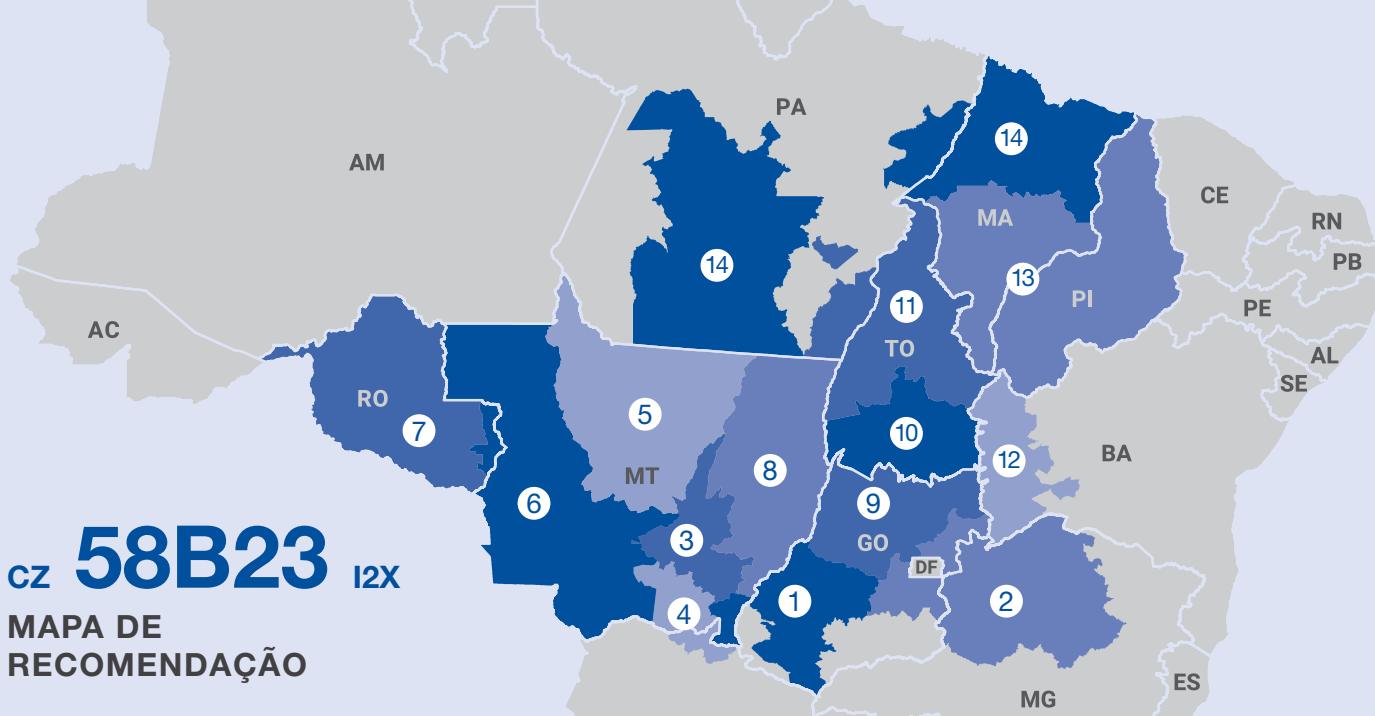 PA
14
AM
CE
MA
RN
PB
14
13
PI
11
PE
AC
TO
AL
SE
RO
5
7
10
BA
12
8
MT
6
9
3
GO
DF
CZ 58B23 I2X
1
2
4
MAPA DE
RECOMENDAÇÃO
ES
MG